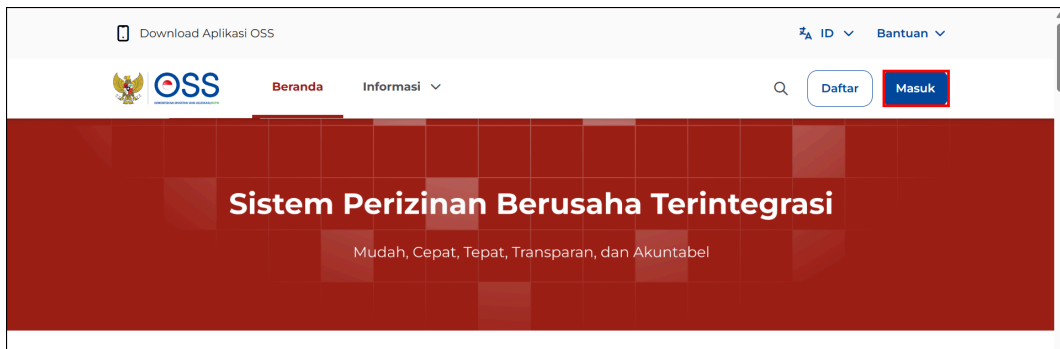 Download Aplikasi OSS
ID
Bantuan
OSS
Beranda
Informasi
Daftar
Masuk
Sistem Perizinan Berusaha Terintegrasi
Mudah, Cepat, Tepat, Transparan, dan Akuntabel